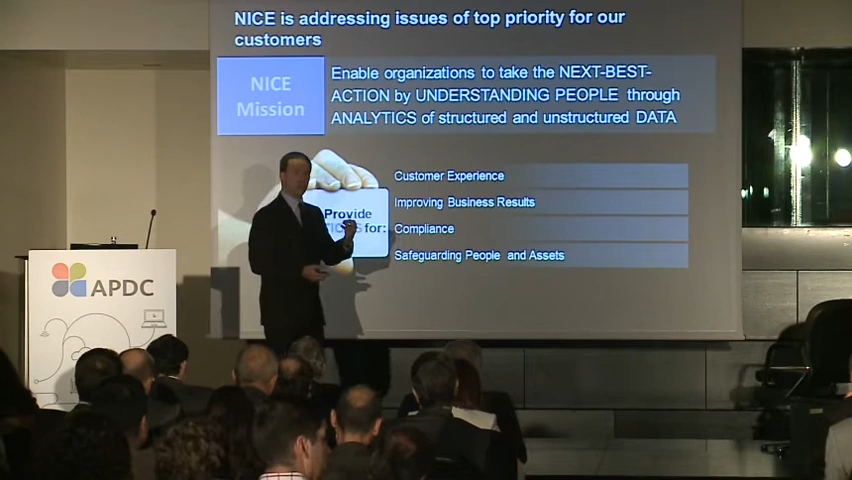 NICE is addressing issues of top priority for our
customers
NICE
Mission
Enable organizations to take the NEXT-BEST-
ACTION by UNDERSTANDING PEOPLE through
ANALYTICS of structured and unstructured DATA
Provide
for:
Customer Experience
Improving Business Results
Compliance
Safeguarding People and Assets
APDC